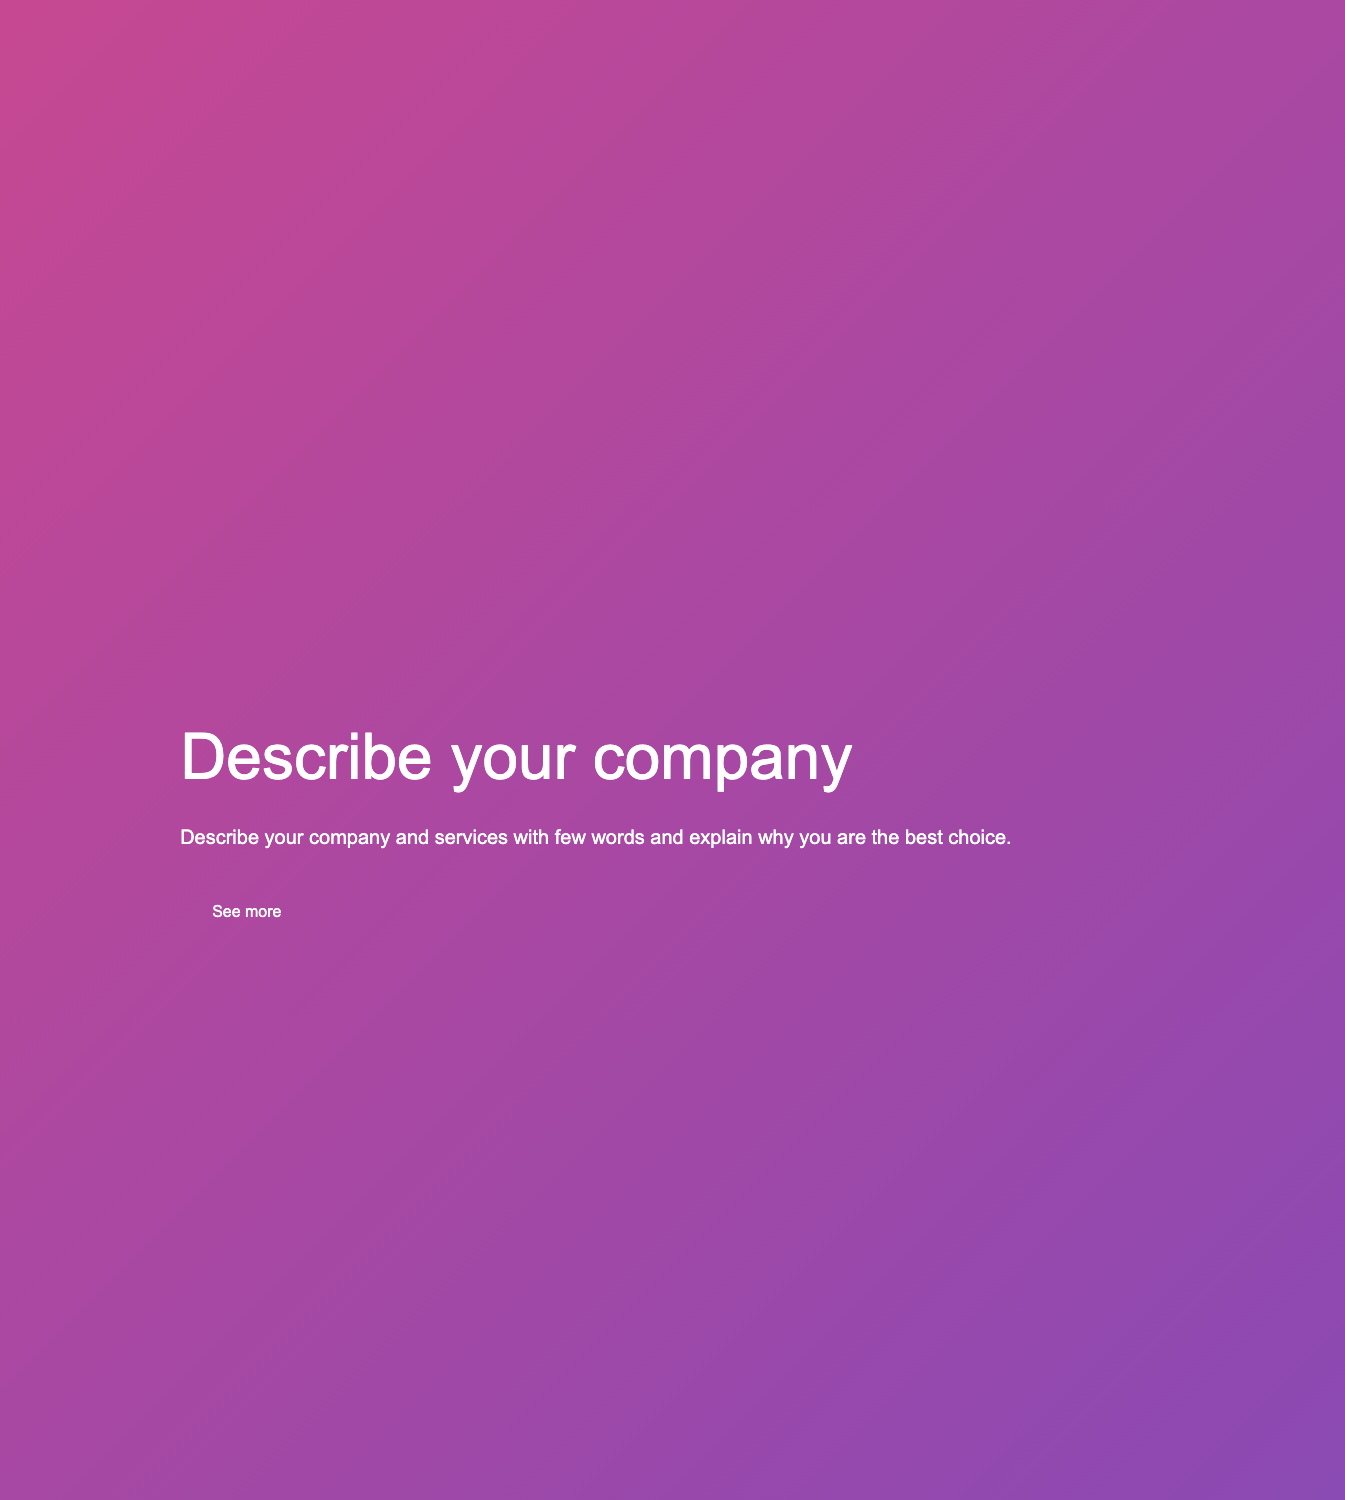 Describe your company
Describe your company and services with few words and explain why you are the best choice.
See more